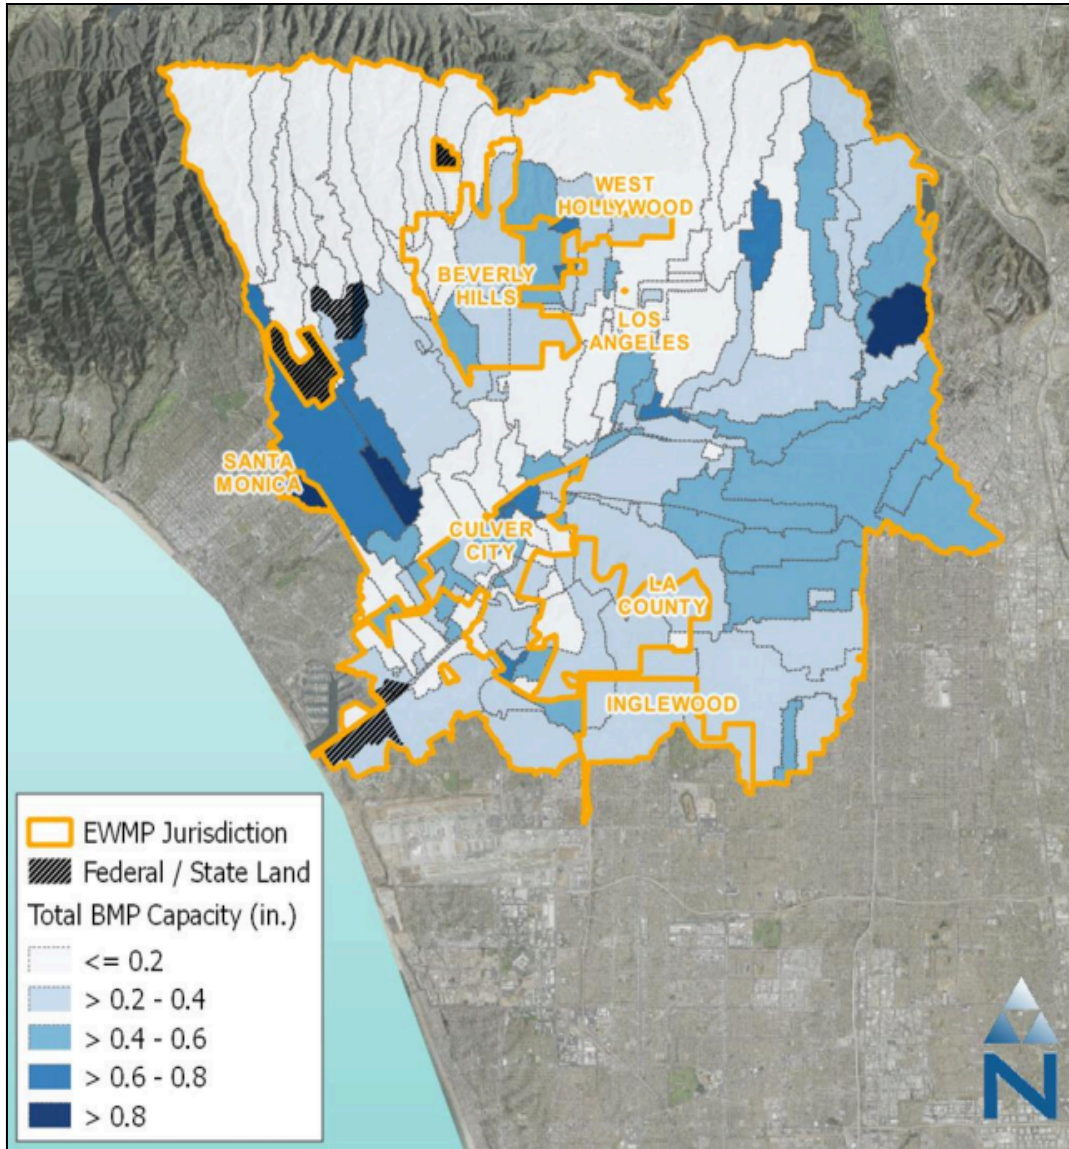 WEST
HOLLYWOOD
BEVERLY
HILLS
LOS
ANGELES
SANTA
MONICA
CULVER
CITY
LA
COUNTY
INGLEWOOD
EWMP Jurisdiction
Federal / State Land
Total BMP Capacity (in.)
<= 0.2
> 0.2 - 0.4
> 0.4 - 0.6
> 0.6 - 0.8
> 0.8
N